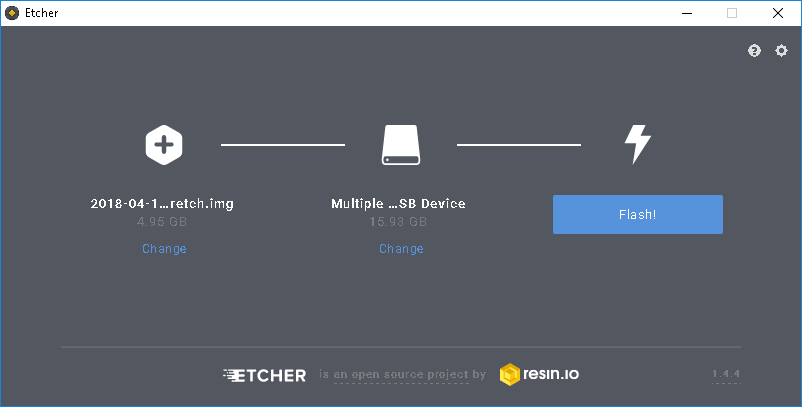 Etcher
2018-04-1...retch.img
4.95 GB
Change
Multiple ...SB Device
15.93 GB
Change
Flash!
ETCHER is an open source project by resin.io
1.4.4